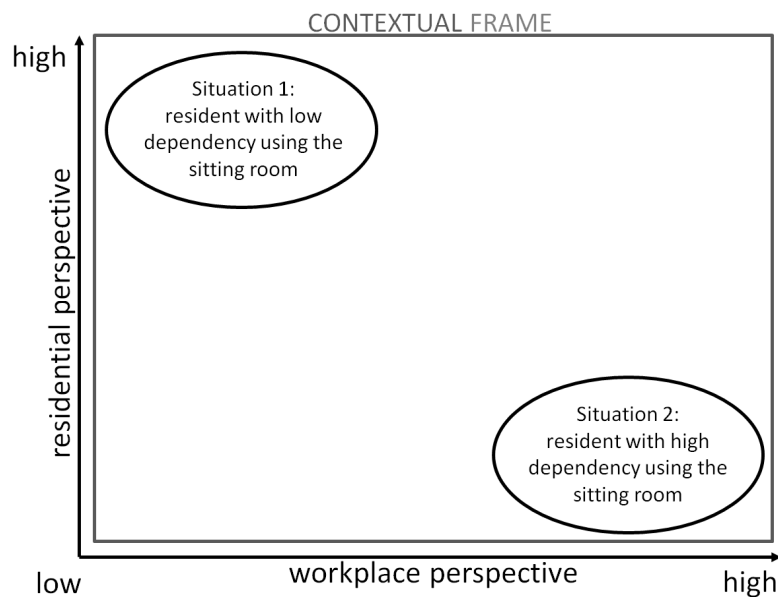 CONTEXTUAL FRAME
high
Situation 1:
resident with low
dependency using the
sitting room
residential perspective
Situation 2:
resident with high
dependency using the
sitting room
low
workplace perspective
high